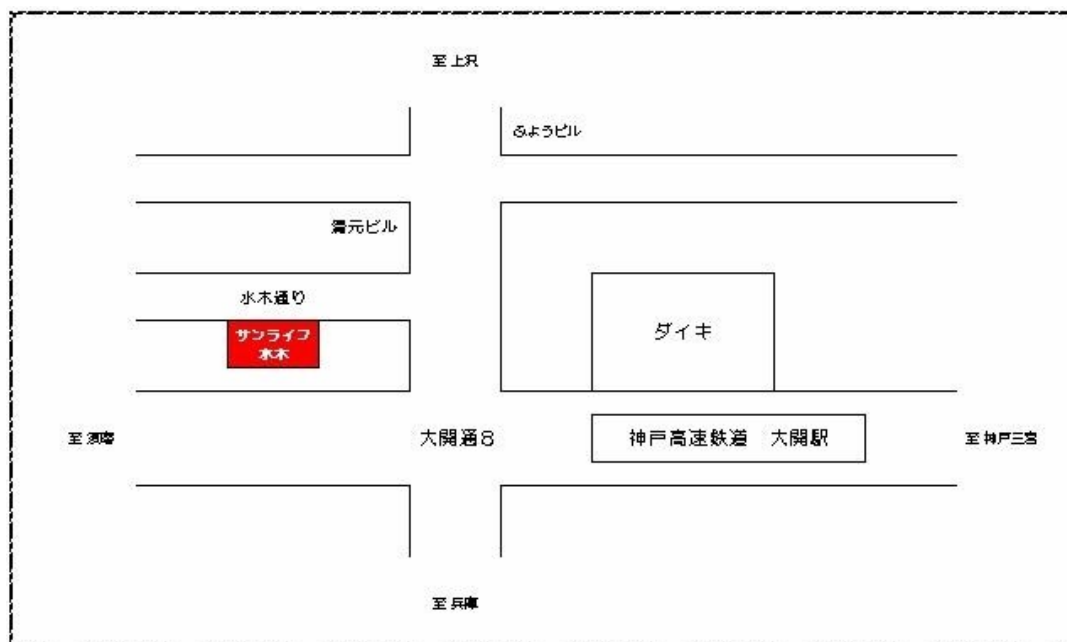 至 上沢
ふようビル
湯元ビル
水木通り
サンライフ
水木
ダイキ
至 須磨
大開通8
神戸高速鉄道　大開駅
至 神戸三宮
至 兵庫